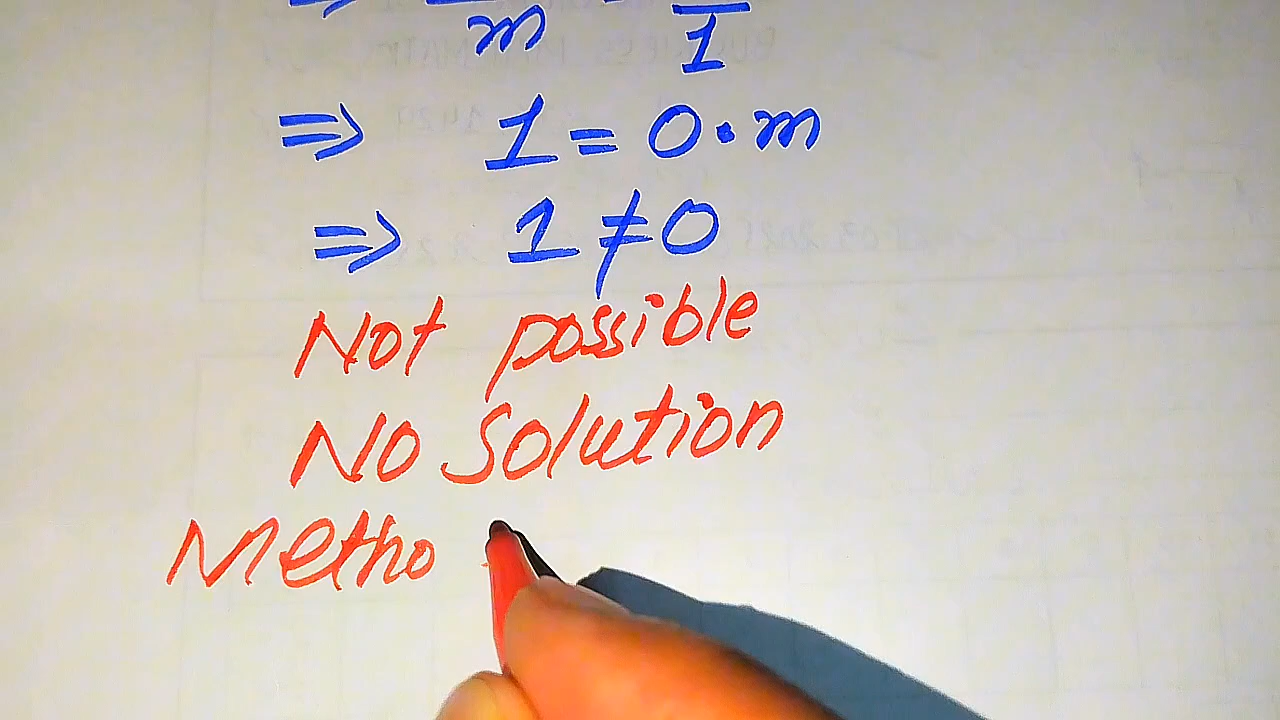 m 1
⇒ 1 = 0 · m
⇒ 1 ≠ 0
Not possible
No Solution
Metho